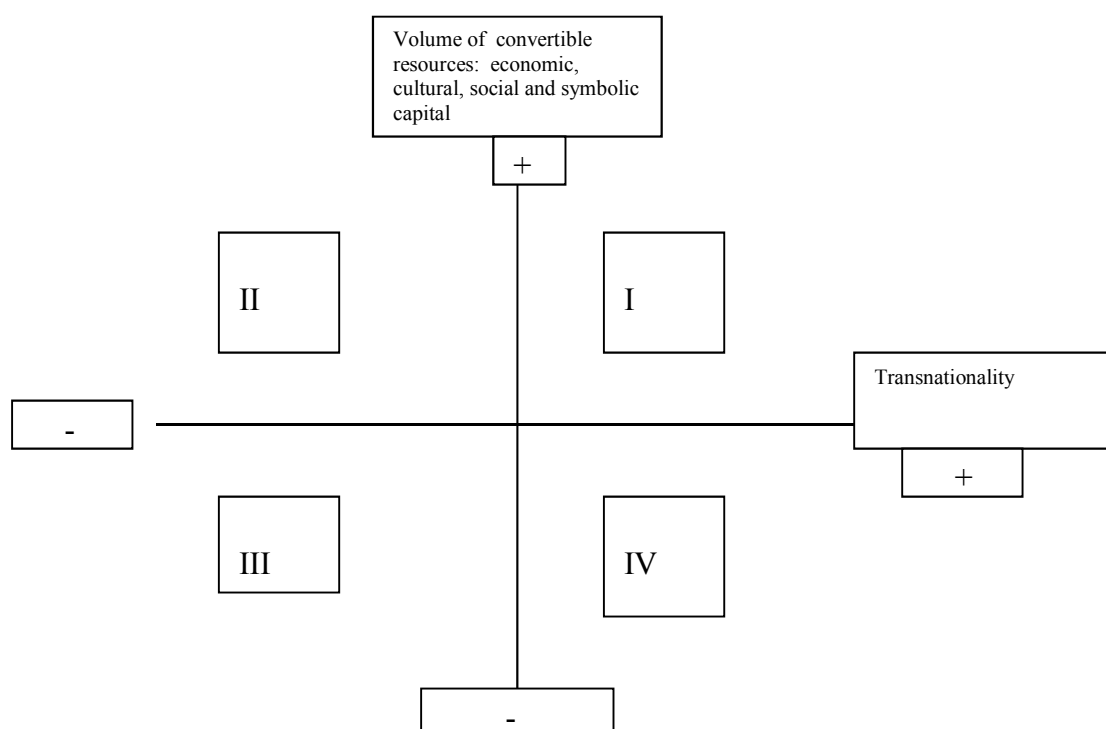 Volume of convertible
resources: economic,
cultural, social and symbolic
capital
+
II
I
Transnationality
-
+
III
IV
-